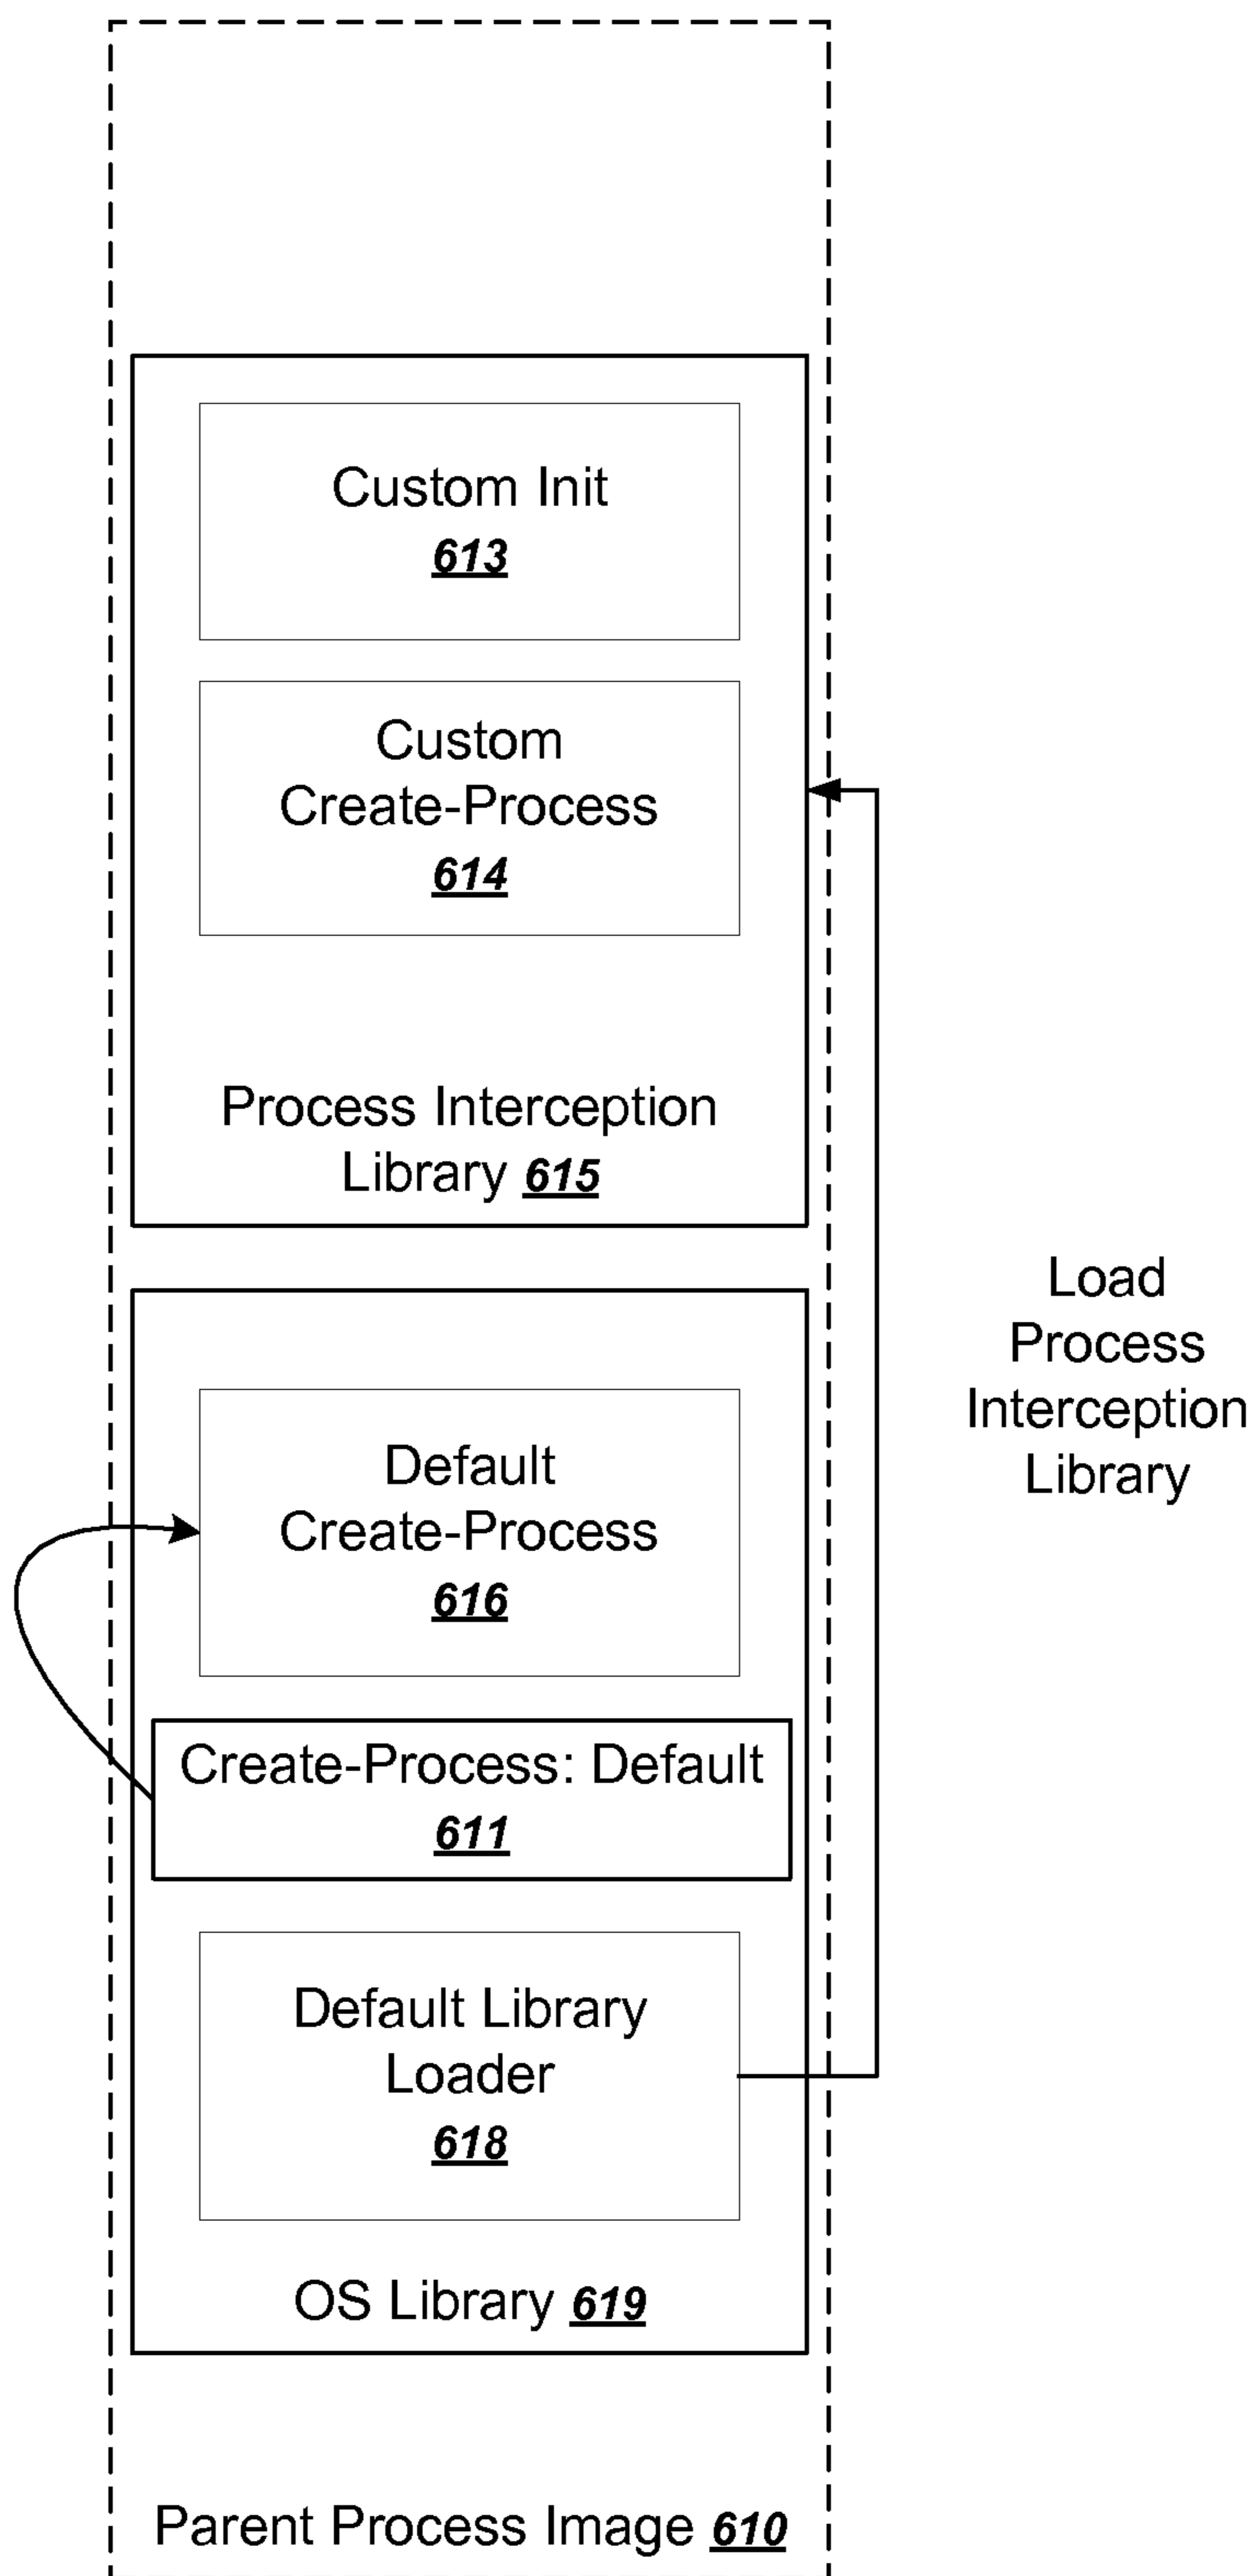 Custom Init
613
Custom
Create-Process
614
Process Interception
Library 615
Load
Process
Interception
Library
Default
Create-Process
616
Create-Process: Default
611
Default Library
Loader
618
OS Library 619
Parent Process Image 610